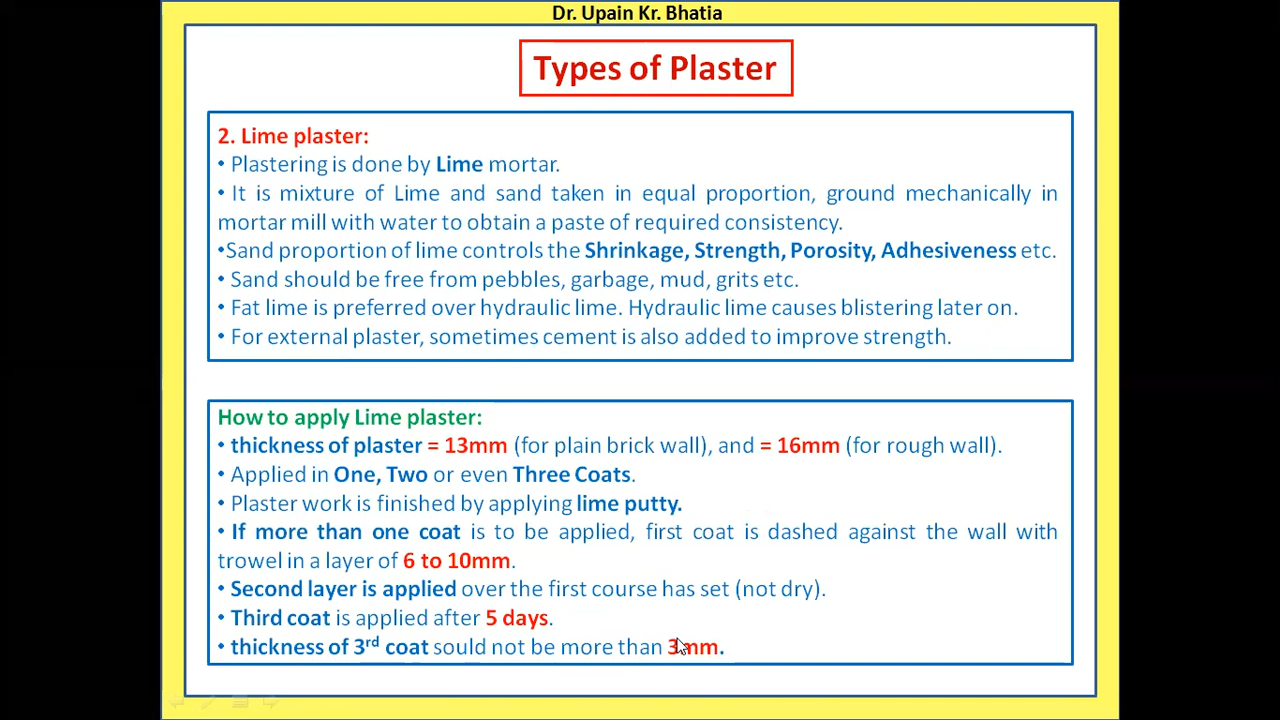 Dr. Upain Kr. Bhatia
Types of Plaster
2. Lime plaster:
• Plastering is done by Lime mortar.
• It is mixture of Lime and sand taken in equal proportion, ground mechanically in
mortar mill with water to obtain a paste of required consistency.
•Sand proportion of lime controls the Shrinkage, Strength, Porosity, Adhesiveness etc.
• Sand should be free from pebbles, garbage, mud, grits etc.
• Fat lime is preferred over hydraulic lime. Hydraulic lime causes blistering later on.
• For external plaster, sometimes cement is also added to improve strength.
How to apply Lime plaster:
• thickness of plaster = 13mm (for plain brick wall), and = 16mm (for rough wall).
• Applied in One, Two or even Three Coats.
• Plaster work is finished by applying lime putty.
• If more than one coat is to be applied, first coat is dashed against the wall with
trowel in a layer of 6 to 10mm.
• Second layer is applied over the first course has set (not dry).
• Third coat is applied after 5 days.
• thickness of 3rd coat sould not be more than 3mm.